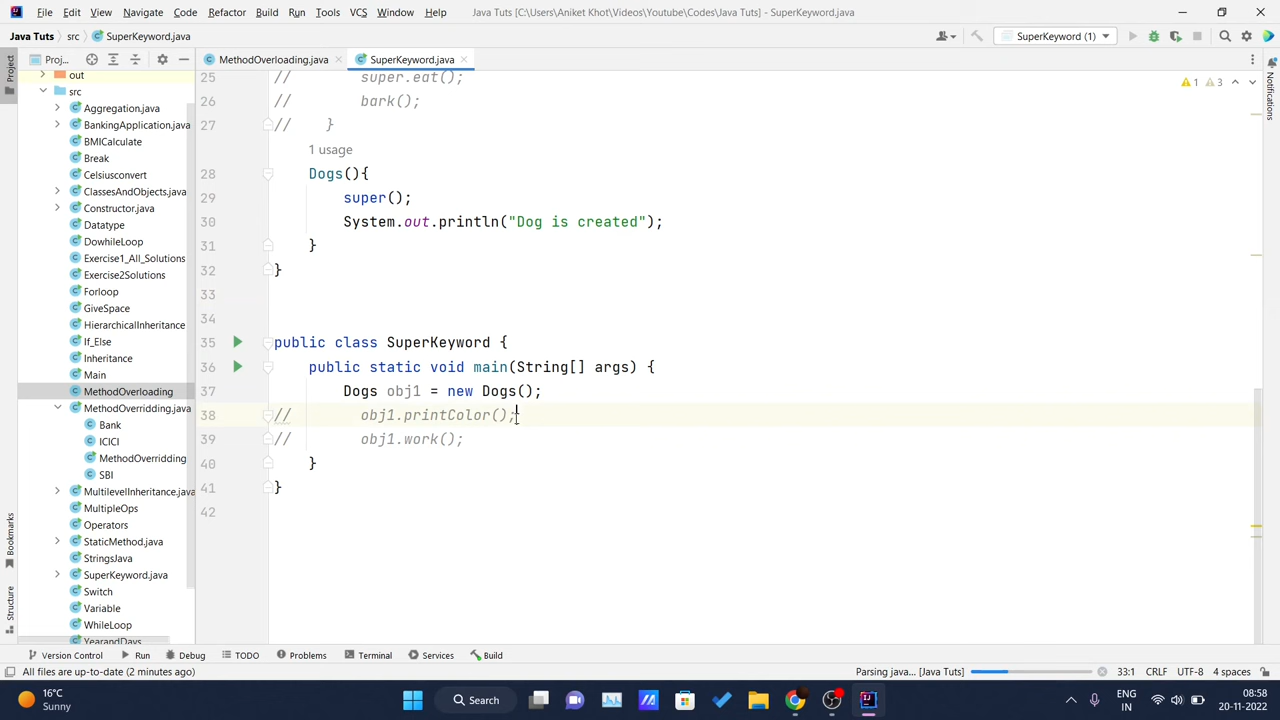 File Edit View Navigate Code Refactor Build Run Tools VCS Window Help Java Tuts [C:\Users\Aniket Khot\Videos\Youtube\Codes\Java Tuts] - SuperKeyword.java
Java Tuts src SuperKeyword.java SuperKeyword (1)
Project
Proj...
MethodOverloading.java SuperKeyword.java
Notifications
out
src
Aggregation.java
BankingApplication.java
BMICalculate
Break
Celsiusconvert
ClassesAndObjects.java
Constructor.java
Datatype
DowhileLoop
Exercise1_All_Solutions
Exercise2Solutions
Forloop
GiveSpace
HierarchicalInheritance
If_Else
Inheritance
Main
MethodOverloading
MethodOverridding.java
Bank
ICICI
MethodOverridding
SBI
MultilevelInheritance.java
MultipleOps
Operators
StaticMethod.java
StringsJava
SuperKeyword.java
Switch
Variable
WhileLoop
YearandDays
Bookmarks
Structure
1 3
25 // super.eat();
26 // bark();
27 // }
1 usage
28 Dogs(){
29 super();
30 System.out.println("Dog is created");
31 }
32 }
33
34
35 public class SuperKeyword {
36 public static void main(String[] args) {
37 Dogs obj1 = new Dogs();
38 // obj1.printColor();
39 // obj1.work();
40 }
41 }
42
Version Control Run Debug TODO Problems Terminal Services Build
All files are up-to-date (2 minutes ago) Parsing java... [Java Tuts] 33:1 CRLF UTF-8 4 spaces
16°C
Sunny
Search
ENG
IN
08:58
20-11-2022